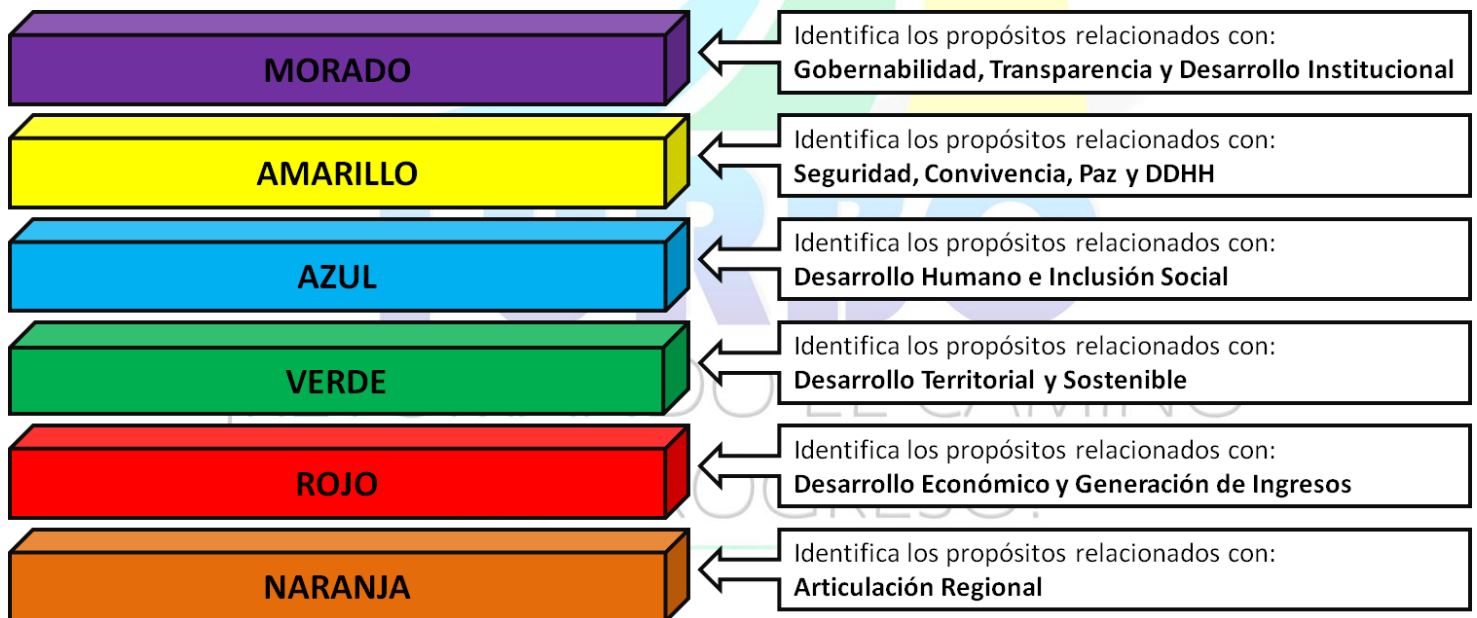 MORADO
Identifica los propósitos relacionados con:
Gobernabilidad, Transparencia y Desarrollo Institucional
AMARILLO
Identifica los propósitos relacionados con:
Seguridad, Convivencia, Paz y DDHH
AZUL
Identifica los propósitos relacionados con:
Desarrollo Humano e Inclusión Social
VERDE
Identifica los propósitos relacionados con:
Desarrollo Territorial y Sostenible
ROJO
Identifica los propósitos relacionados con:
Desarrollo Económico y Generación de Ingresos
NARANJA
Identifica los propósitos relacionados con:
Articulación Regional